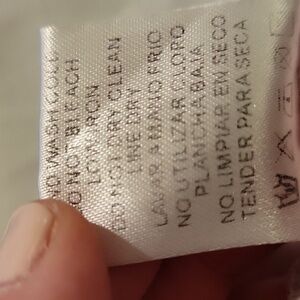 WASH COLD
DO NOT BLEACH
LOW IRON
DO NOT DRY CLEAN
LINE DRY
LAVAR A MANO FRIO
NO UTILIZAR CLORO
PLANCHA BAJA
NO LIMPIAR EN SECO
TENDER PARA SECA